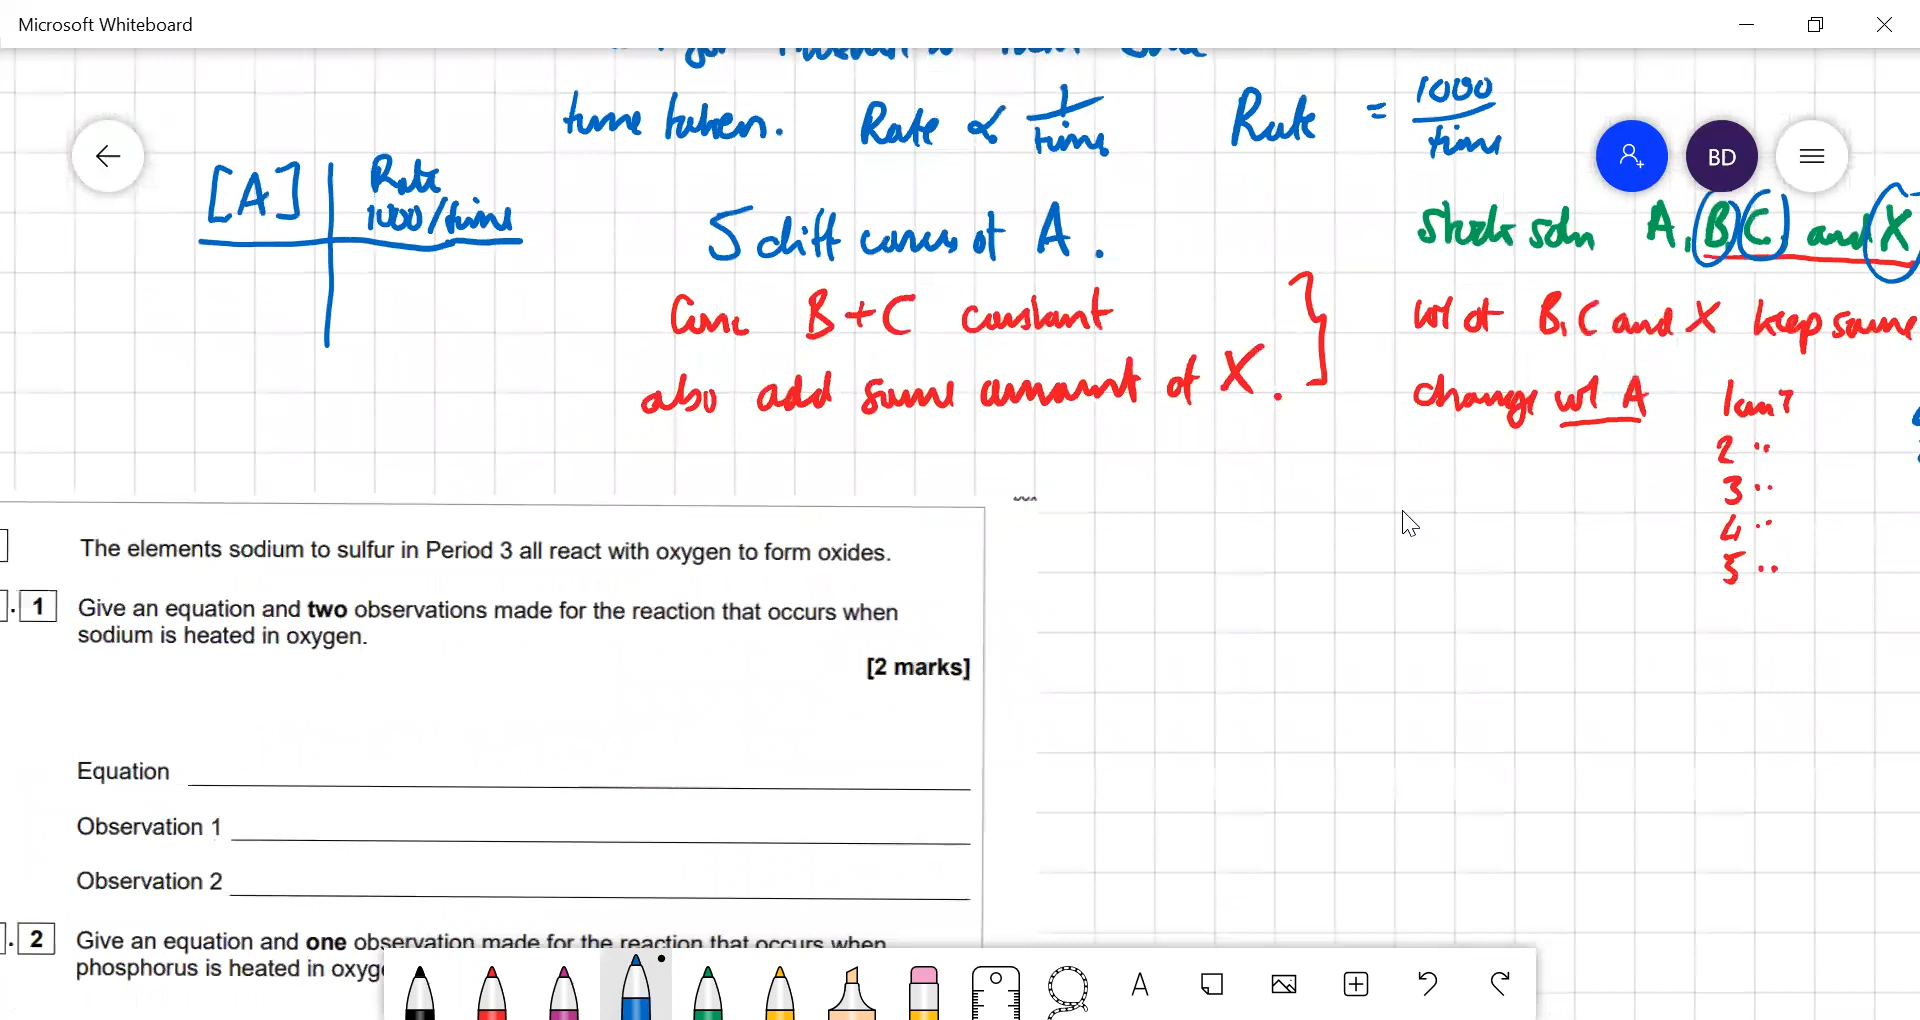 Microsoft Whiteboard
time taken. Rate ∝ 1/time Rate = 1000/time
BD
[A] Rate
1000/time
5 diff concs of A.
Stock soln A, B, C and X
Conc B + C constant
vol of B, C and X keep same
also add same amount of X.
change vol A 1cm³
2 "
3 "
4 "
5 "
The elements sodium to sulfur in Period 3 all react with oxygen to form oxides.
. 1 Give an equation and two observations made for the reaction that occurs when
sodium is heated in oxygen.
[2 marks]
Equation
Observation 1
Observation 2
. 2 Give an equation and one observation made for the reaction that occurs when
phosphorus is heated in oxyg
A